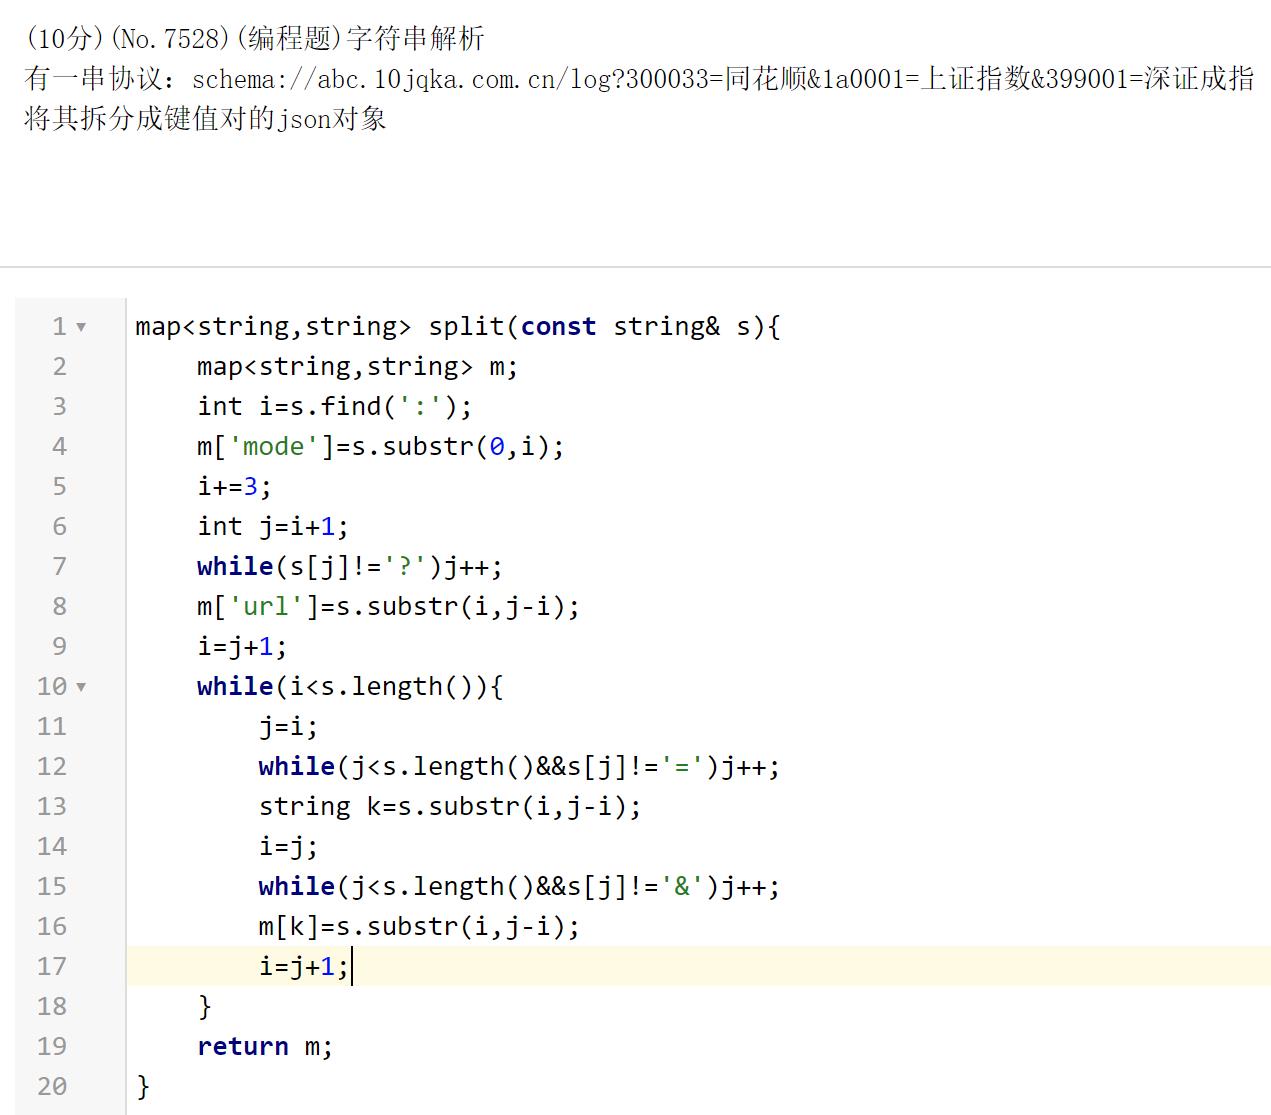 (10分)(No.7528)(编程题)字符串解析
有一串协议：schema://abc.10jqka.com.cn/log?300033=同花顺&1a0001=上证指数&399001=深证成指
将其拆分成键值对的json对象
1 map<string,string> split(const string& s){
2 map<string,string> m;
3 int i=s.find(':');
4 m['mode']=s.substr(0,i);
5 i+=3;
6 int j=i+1;
7 while(s[j]!='?')j++;
8 m['url']=s.substr(i,j-i);
9 i=j+1;
10 while(i<s.length()){
11 j=i;
12 while(j<s.length()&&s[j]!='=')j++;
13 string k=s.substr(i,j-i);
14 i=j;
15 while(j<s.length()&&s[j]!='&')j++;
16 m[k]=s.substr(i,j-i);
17 i=j+1;
18 }
19 return m;
20 }